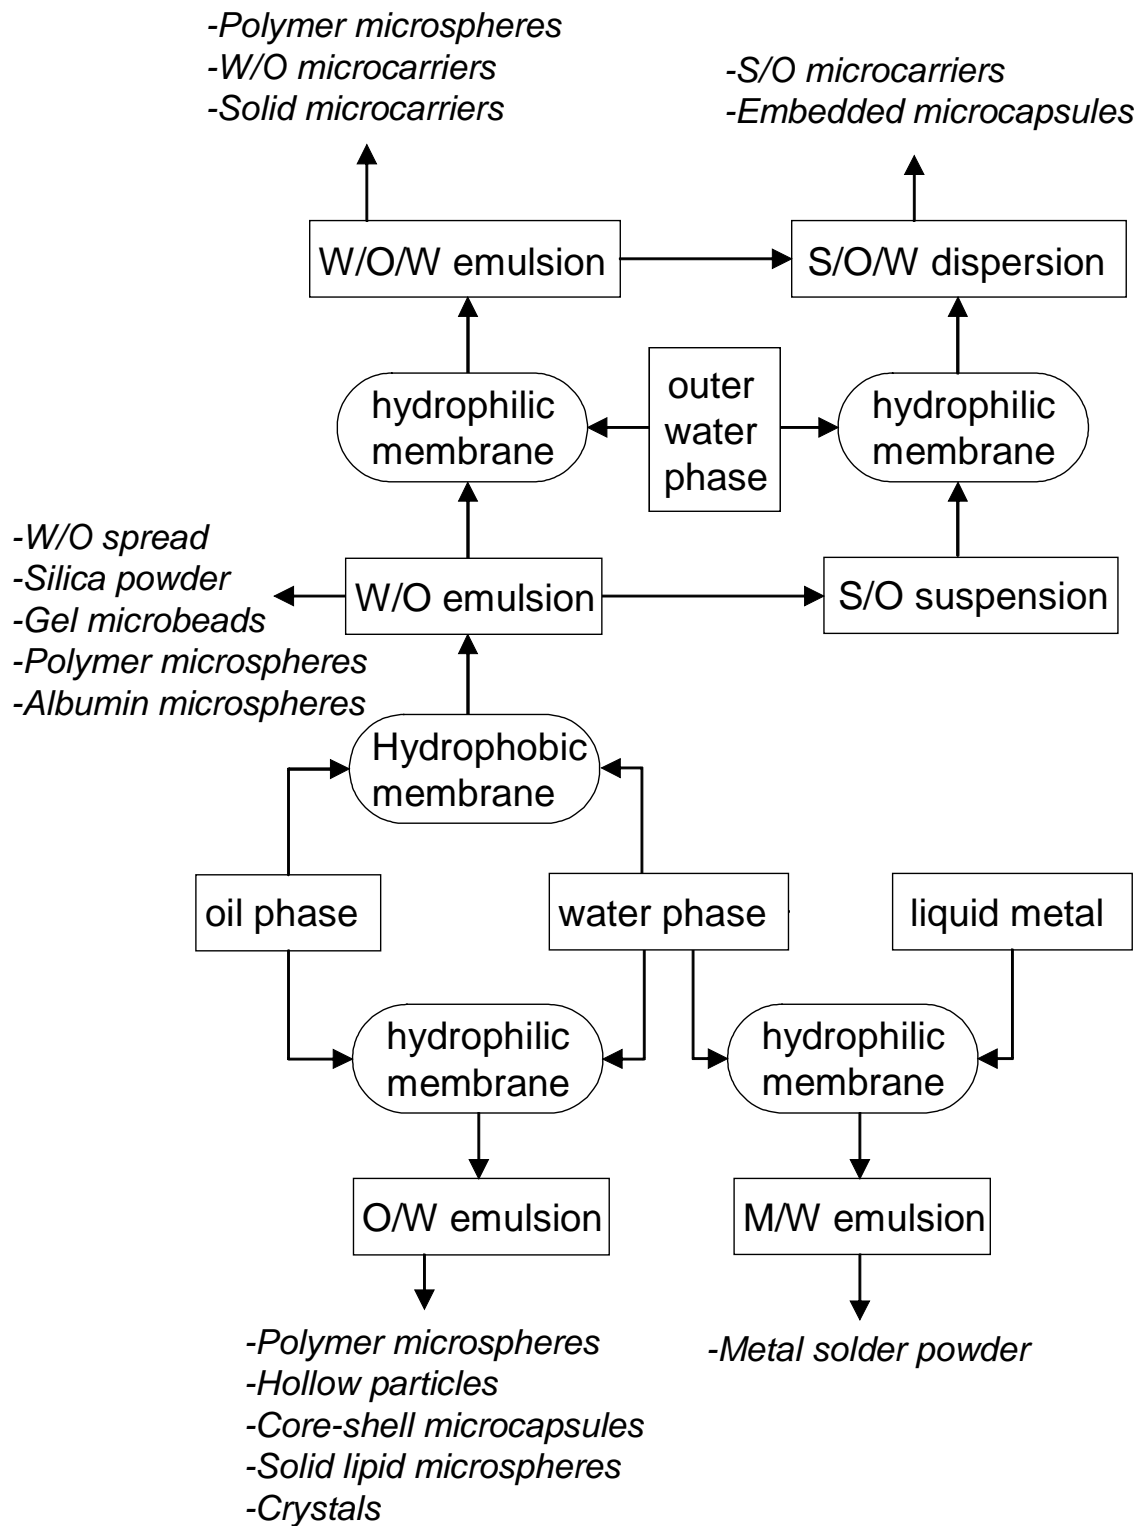 -Polymer microspheres
-W/O microcarriers
-Solid microcarriers
-S/O microcarriers
-Embedded microcapsules
W/O/W emulsion
S/O/W dispersion
hydrophilic
membrane
outer
water
phase
hydrophilic
membrane
-W/O spread
-Silica powder
-Gel microbeads
-Polymer microspheres
-Albumin microspheres
W/O emulsion
S/O suspension
Hydrophobic
membrane
oil phase
water phase
liquid metal
hydrophilic
membrane
hydrophilic
membrane
O/W emulsion
M/W emulsion
-Polymer microspheres
-Hollow particles
-Core-shell microcapsules
-Solid lipid microspheres
-Crystals
-Metal solder powder